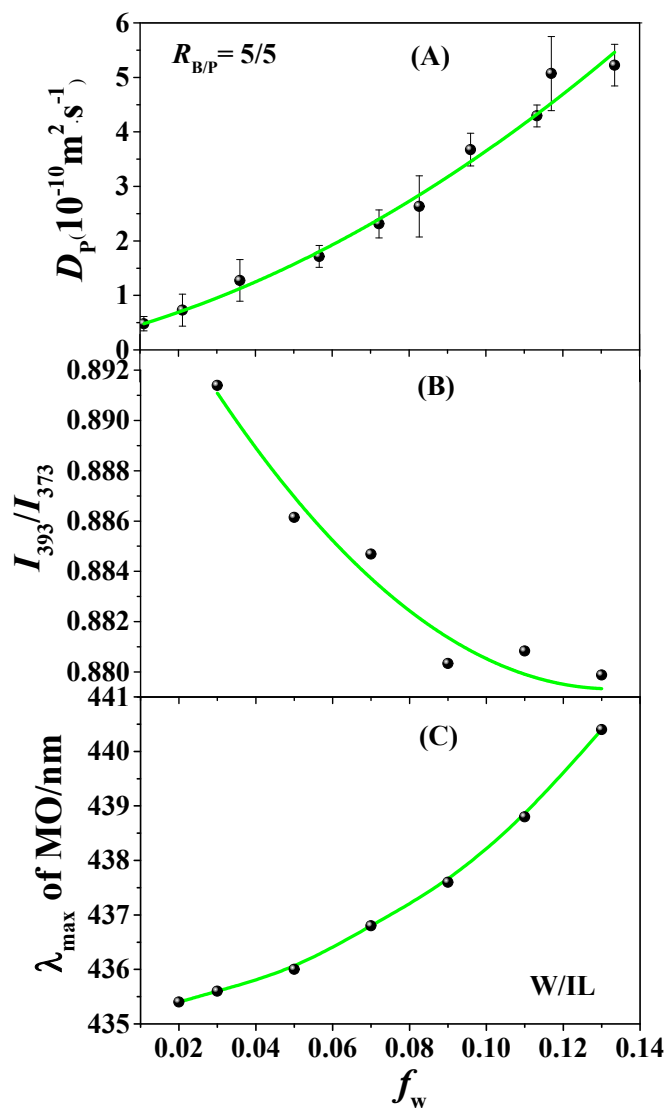 6
R_B/P = 5/5
(A)
5
4
3
2
1
0
D_P(10^-10 m^2·s^-1)
0.892
(B)
0.890
0.888
0.886
0.884
0.882
0.880
I_393/I_373
441
(C)
440
439
438
437
436
435
λ_max of MO/nm
W/IL
0.02 0.04 0.06 0.08 0.10 0.12 0.14
f_w